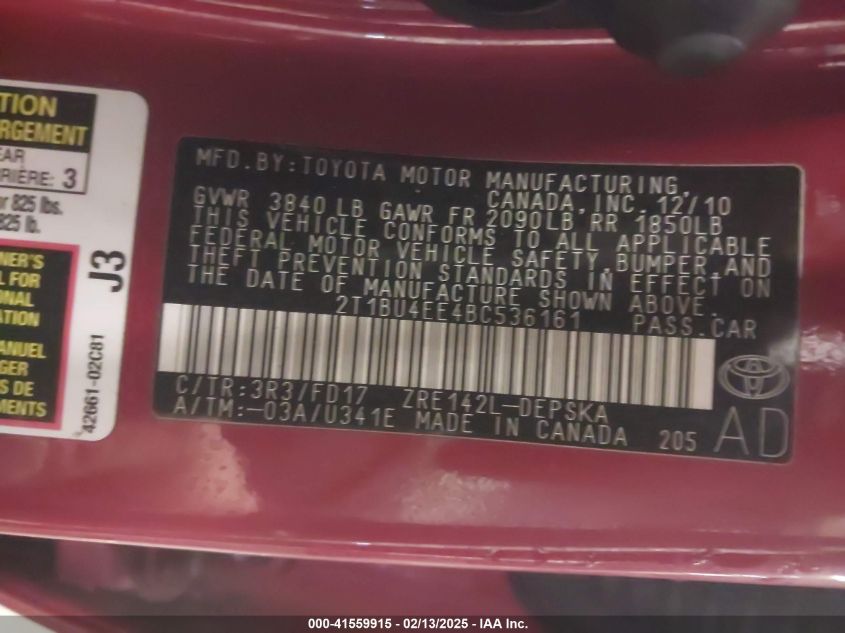 TION
RGEMENT
EAR
RRIÈRE: 3
or 825 lbs.
825 lb.
NER'S
L FOR
ONAL
ATION
MANUEL
GER
S DE
MENTS
J3
42661-02C81
MFD.BY:TOYOTA MOTOR MANUFACTURING,
CANADA,INC.12/10
GVWR 3840 LB GAWR FR 2090LB RR 1850LB
THIS VEHICLE CONFORMS TO ALL APPLICABLE
FEDERAL MOTOR VEHICLE SAFETY,BUMPER,AND
THEFT PREVENTION STANDARDS IN EFFECT ON
THE DATE OF MANUFACTURE SHOWN ABOVE.
2T1BU4EE4BC536161 PASS.CAR
C/TR:3R3/FD17 ZRE142L-DEPSKA
A/TM:-03A/U341E MADE IN CANADA 205
AD
000-41559915 - 02/13/2025 - IAA Inc.